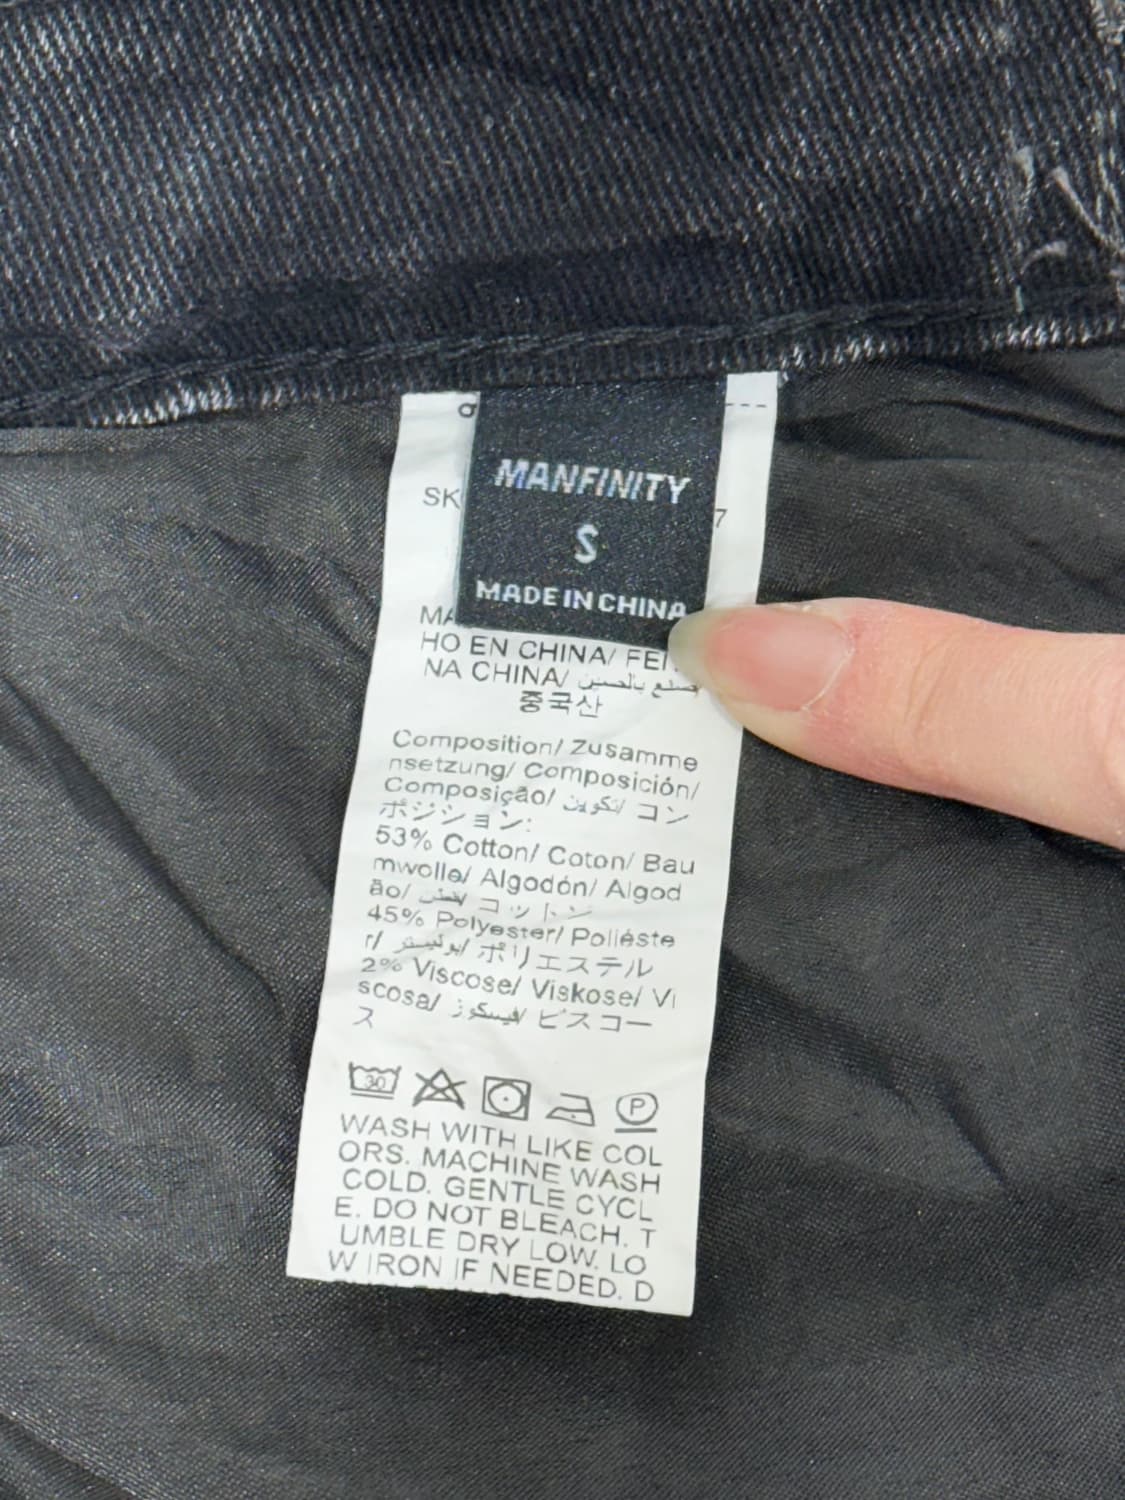 MANFINITY
S
MADE IN CHINA
SK
7
HO EN CHINA/
NA CHINA/ صنع بالصين
중국산
Composition/ Zusamme
nsetzung/ Composición/
Composição/ تكوين/ コン
ポジション:
53% Cotton/ Coton/ Bau
mwolle/ Algodón/ Algod
ão/ قطن/ コットン
45% Polyester/ Poliéste
r/ بوليستر/ ポリエステル
2% Viscose/ Viskose/ Vi
scosa/ فيسكوز/ ビスコー
ス
30
P
WASH WITH LIKE COL
ORS. MACHINE WASH
COLD. GENTLE CYCL
E. DO NOT BLEACH. T
UMBLE DRY LOW. LO
W IRON IF NEEDED. D